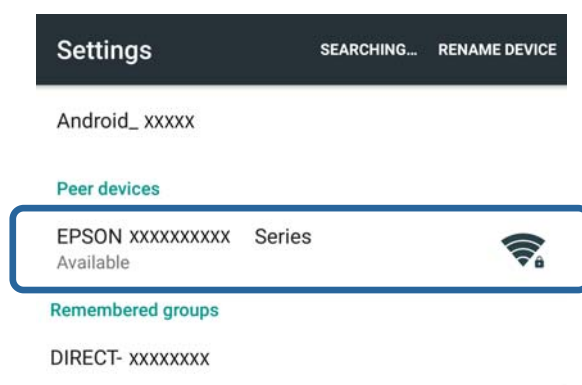 Settings SEARCHING... RENAME DEVICE
Android_ xxxxx
Peer devices
EPSON xxxxxxxxxx Series
Available
Remembered groups
DIRECT- xxxxxxxx